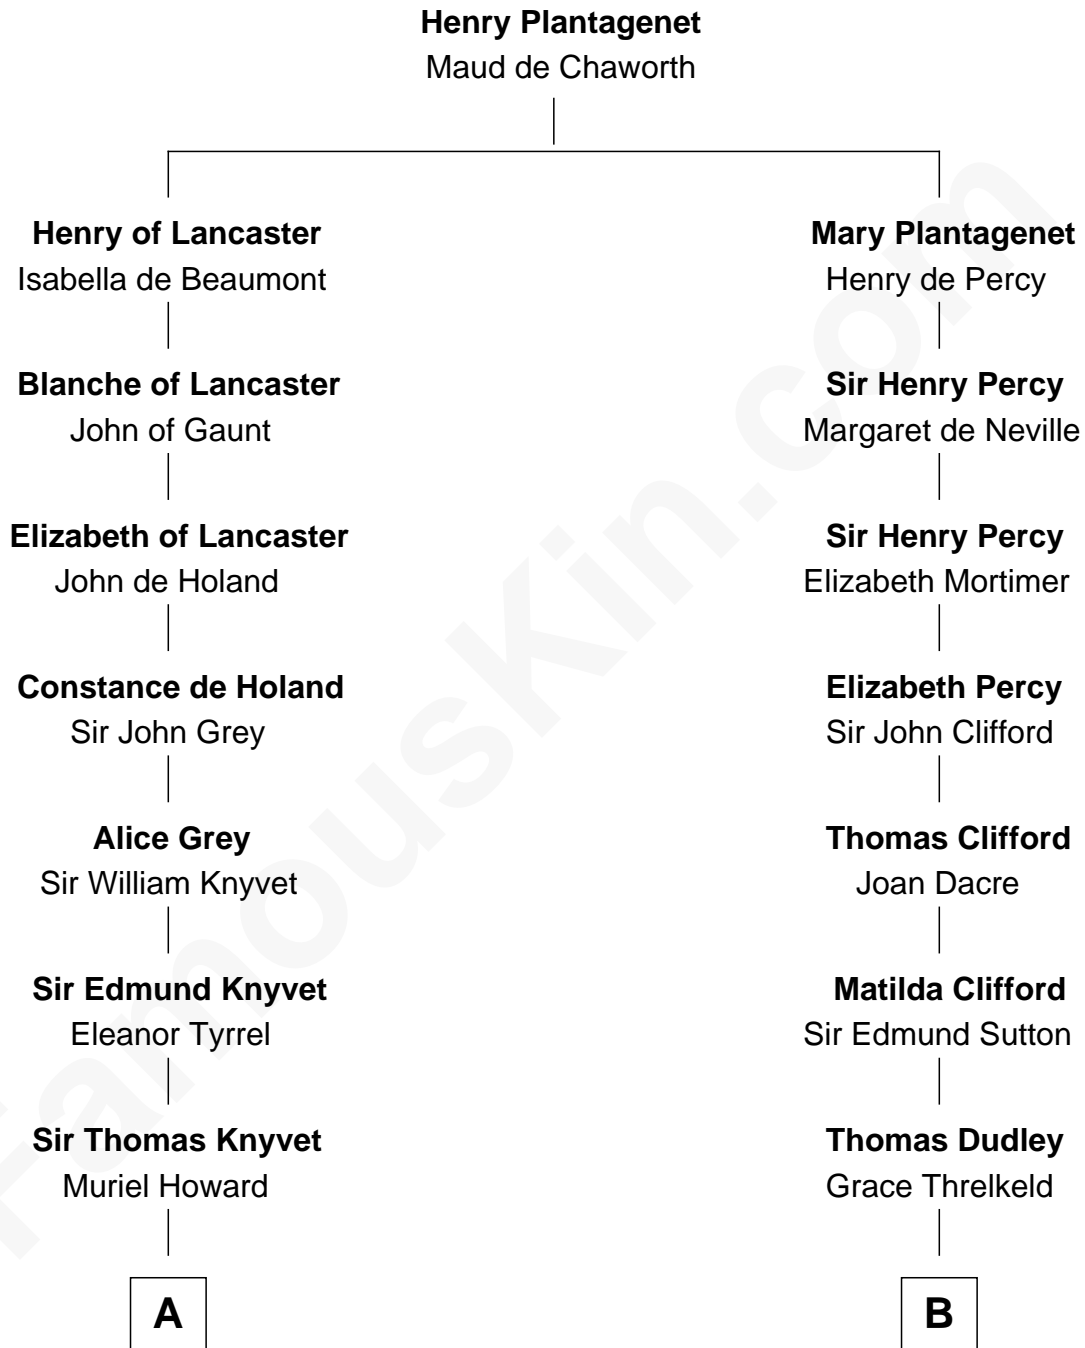 Henry Plantagenet
Maud de Chaworth
Henry of Lancaster
Isabella de Beaumont
Mary Plantagenet
Henry de Percy
Blanche of Lancaster
John of Gaunt
Sir Henry Percy
Margaret de Neville
Elizabeth of Lancaster
John de Holand
Sir Henry Percy
Elizabeth Mortimer
Constance de Holand
Sir John Grey
Elizabeth Percy
Sir John Clifford
Alice Grey
Sir William Knyvet
Thomas Clifford
Joan Dacre
Sir Edmund Knyvet
Eleanor Tyrrel
Matilda Clifford
Sir Edmund Sutton
Sir Thomas Knyvet
Muriel Howard
Thomas Dudley
Grace Threlkeld
A
B
FamousKin.com